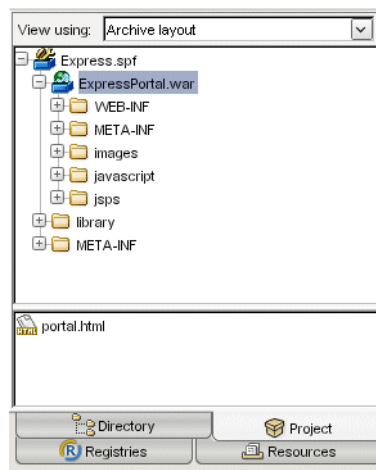 View using: Archive layout
Express.spf
ExpressPortal.war
WEB-INF
META-INF
images
javascript
jsps
library
META-INF
HTML portal.html
Directory Project
R Registries Resources